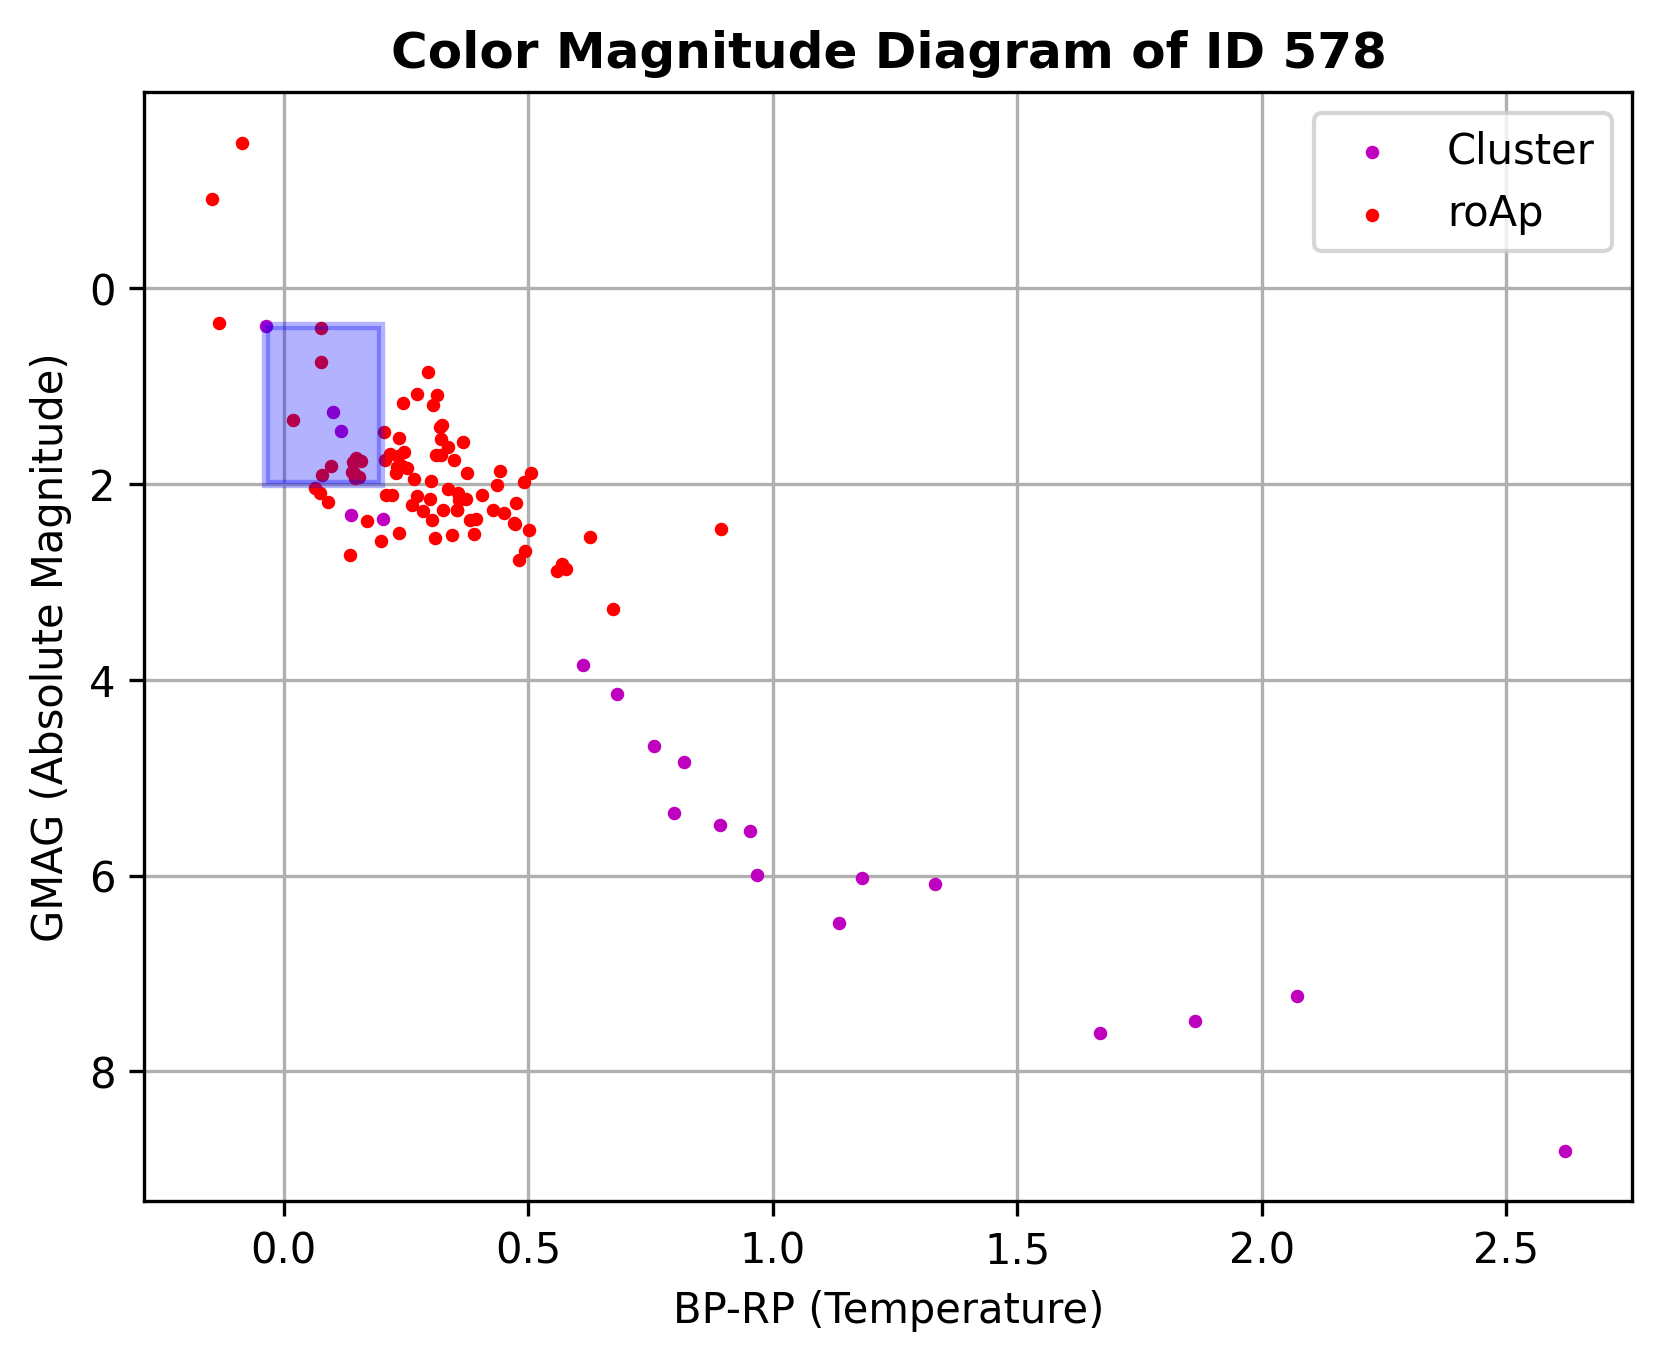 Color Magnitude Diagram of ID 578
Cluster
roAp
0
2
4
6
8
GMAG (Absolute Magnitude)
0.0 0.5 1.0 1.5 2.0 2.5
BP-RP (Temperature)